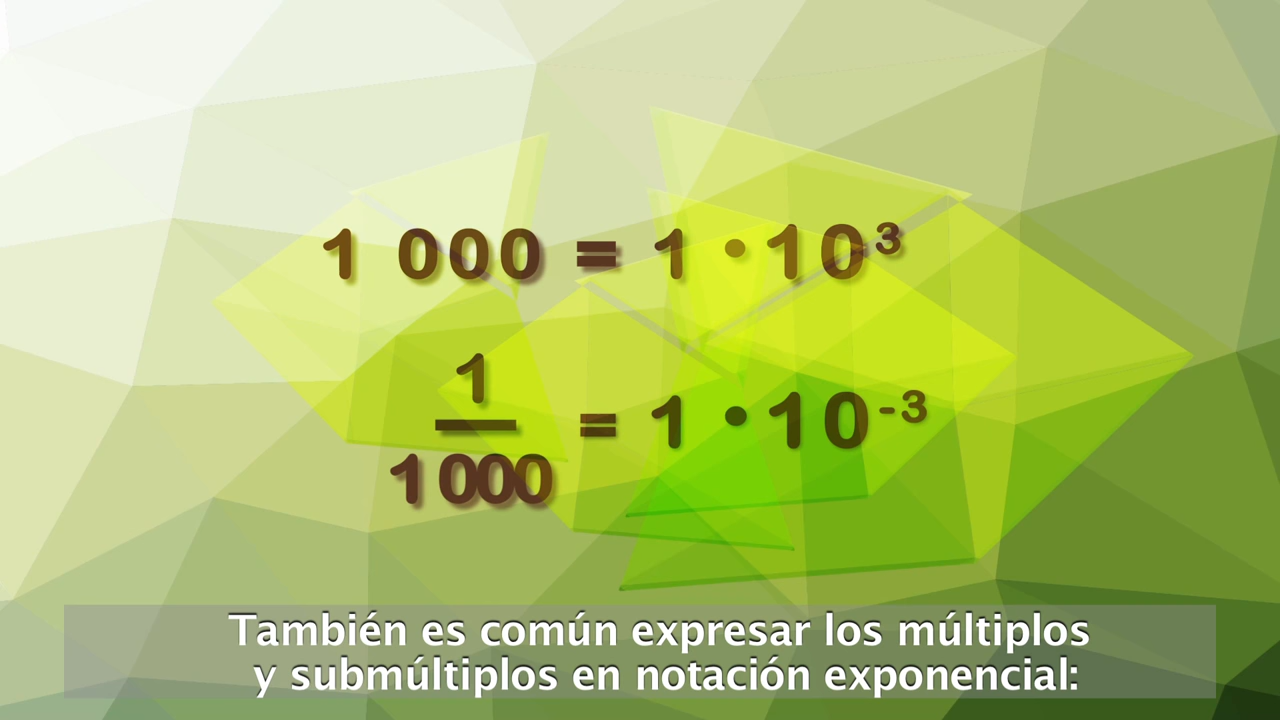 1 000 = 1 • 10³
1
1000
= 1 • 10⁻³
También es común expresar los múltiplos
y submúltiplos en notación exponencial: